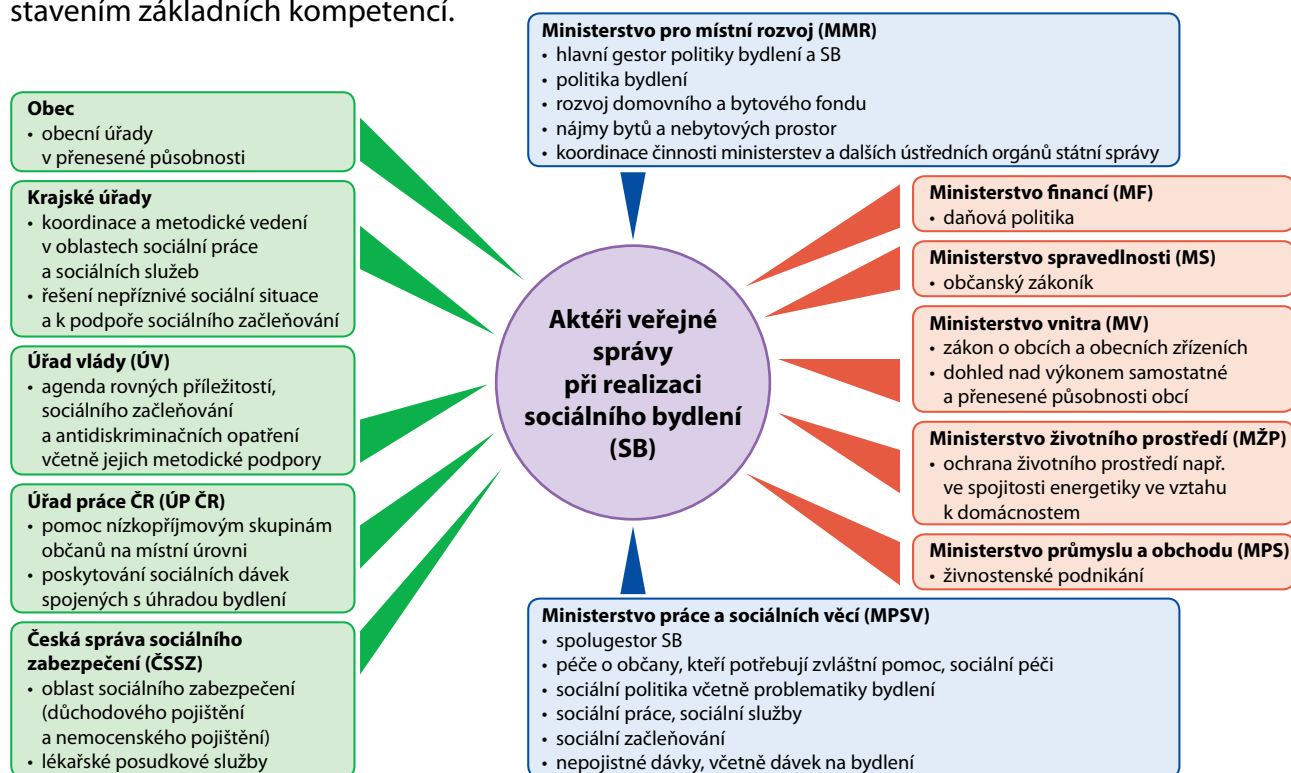 stavením základních kompetencí.
Ministerstvo pro místní rozvoj (MMR)
• hlavní gestor politiky bydlení a SB
• politika bydlení
• rozvoj domovního a bytového fondu
• nájmy bytů a nebytových prostor
• koordinace činnosti ministerstev a dalších ústředních orgánů státní správy
Obec
• obecní úřady
v přenesené působnosti
Krajské úřady
• koordinace a metodické vedení
v oblastech sociální práce
a sociálních služeb
• řešení nepříznivé sociální situace
a k podpoře sociálního začleňování
Úřad vlády (ÚV)
• agenda rovných příležitostí,
sociálního začleňování
a antidiskriminačních opatření
včetně jejich metodické podpory
Úřad práce ČR (ÚP ČR)
• pomoc nízkopříjmovým skupinám
občanů na místní úrovni
• poskytování sociálních dávek
spojených s úhradou bydlení
Česká správa sociálního
zabezpečení (ČSSZ)
• oblast sociálního zabezpečení
(důchodového pojištění
a nemocenského pojištění)
• lékařské posudkové služby
Aktéři veřejné
správy
při realizaci
sociálního bydlení
(SB)
Ministerstvo financí (MF)
• daňová politika
Ministerstvo spravedlnosti (MS)
• občanský zákoník
Ministerstvo vnitra (MV)
• zákon o obcích a obecních zřízeních
• dohled nad výkonem samostatné
a přenesené působnosti obcí
Ministerstvo životního prostředí (MŽP)
• ochrana životního prostředí např.
ve spojitosti energetiky ve vztahu
k domácnostem
Ministerstvo průmyslu a obchodu (MPS)
• živnostenské podnikání
Ministerstvo práce a sociálních věcí (MPSV)
• spolugestor SB
• péče o občany, kteří potřebují zvláštní pomoc, sociální péči
• sociální politika včetně problematiky bydlení
• sociální práce, sociální služby
• sociální začleňování
• nepojistné dávky, včetně dávek na bydlení